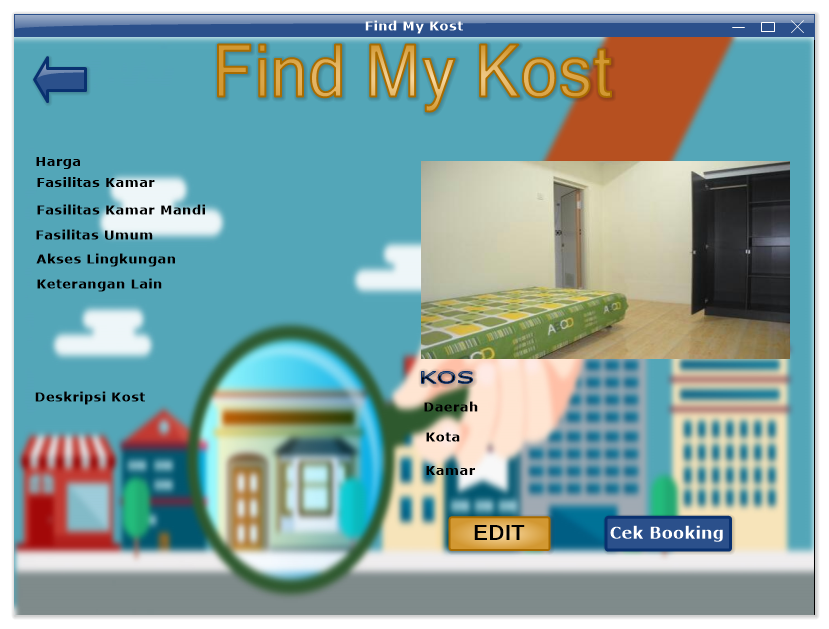 Find My Kost
Find My Kost
Harga
Fasilitas Kamar
Fasilitas Kamar Mandi
Fasilitas Umum
Akses Lingkungan
Keterangan Lain
Deskripsi Kost
KOS
Daerah
Kota
Kamar
EDIT
Cek Booking